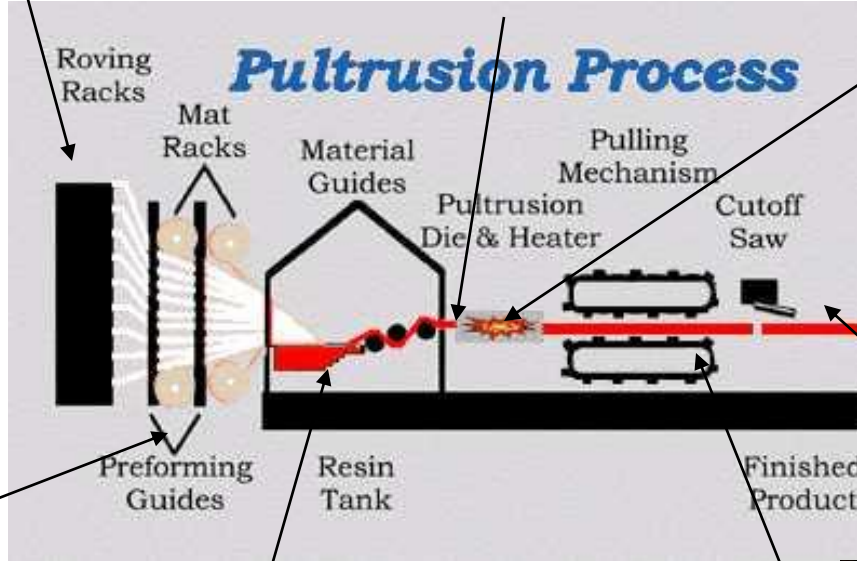 Pultrusion Process
Roving
Racks
Mat
Racks
Material
Guides
Pultrusion
Die & Heater
Pulling
Mechanism
Cutoff
Saw
Preforming
Guides
Resin
Tank
Finished
Product